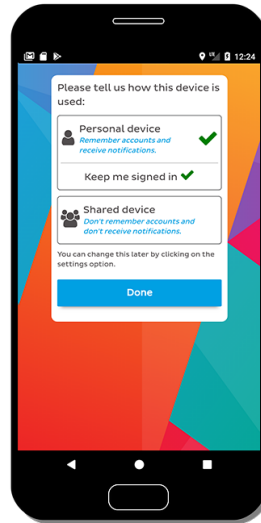 12:24
Please tell us how this device is
used:
Personal device
Remember accounts and
receive notifications.
Keep me signed in
Shared device
Don't remember accounts and
don't receive notifications.
You can change this later by clicking on the
settings option.
Done